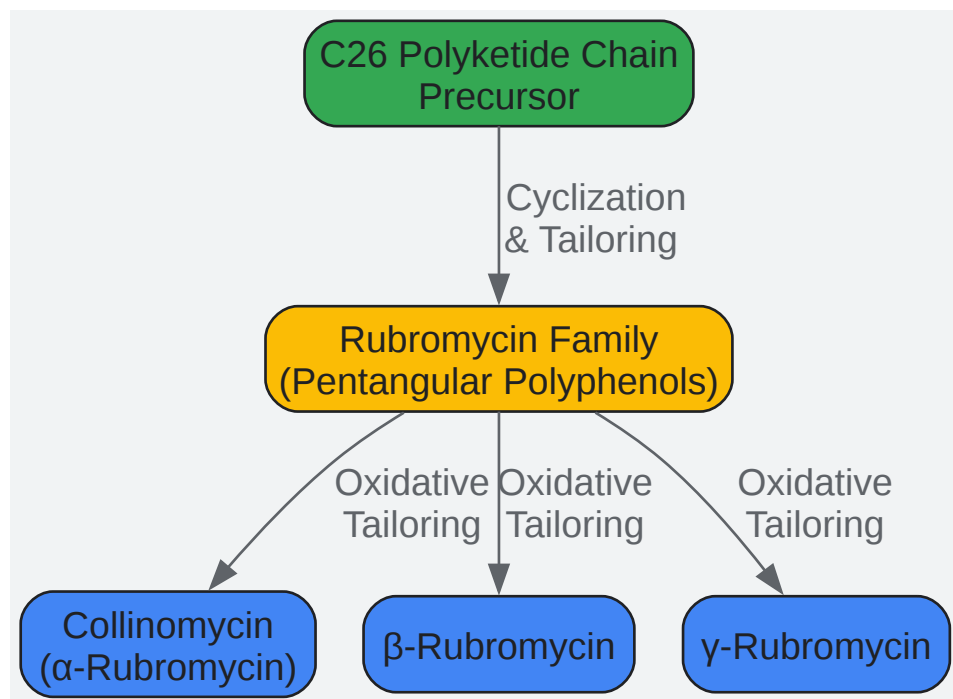 C26 Polyketide Chain
Precursor
Cyclization
& Tailoring
Rubromycin Family
(Pentangular Polyphenols)
Oxidative
Tailoring
Oxidative
Tailoring
Oxidative
Tailoring
Collinomycin
(α-Rubromycin)
β-Rubromycin
γ-Rubromycin